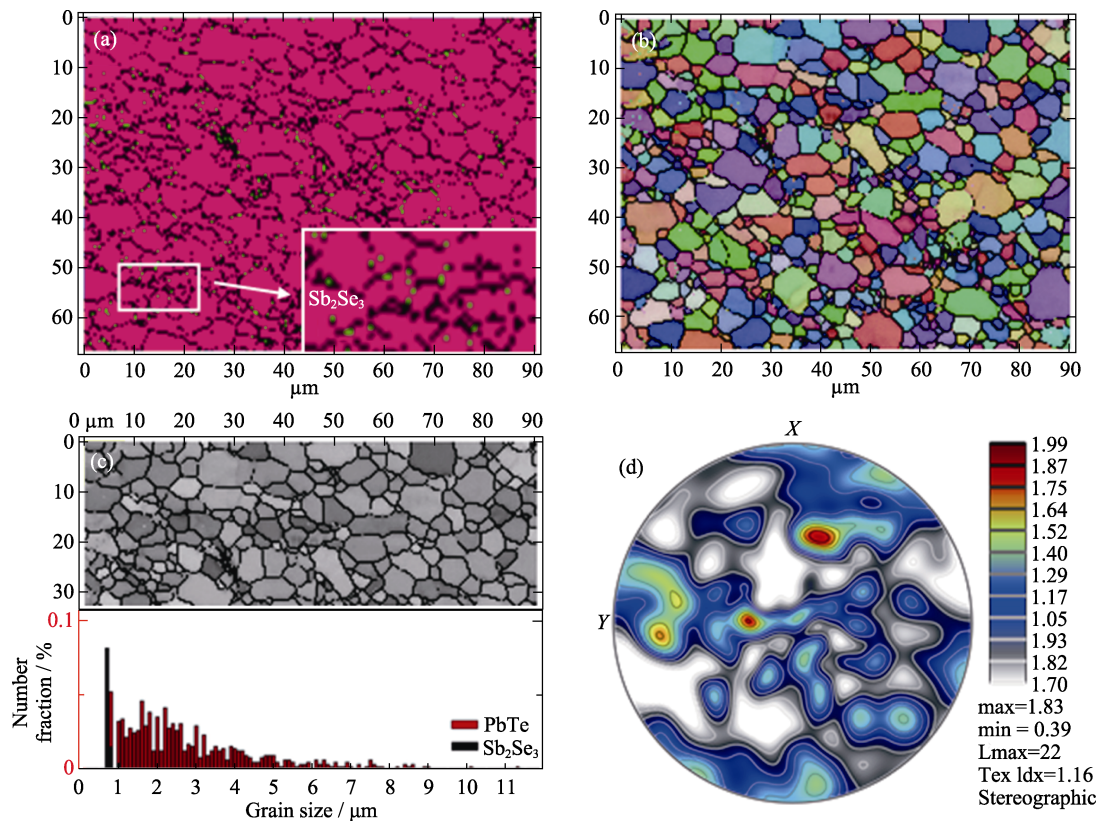 (a)
0
10
20
30
40
50
60
Sb₂Se₃
0 10 20 30 40 50 60 70 80 90
μm
(b)
0
10
20
30
40
50
60
0 10 20 30 40 50 60 70 80 90
μm
0 μm 10 20 30 40 50 60 70 80 90
(c)
0
10
20
30
0.1
0
Number
fraction / %
PbTe
Sb₂Se₃
0 1 2 3 4 5 6 7 8 9 10 11
Grain size / μm
(d)
X
Y
1.99
1.87
1.75
1.64
1.52
1.40
1.29
1.17
1.05
1.93
1.82
1.70
max=1.83
min = 0.39
Lmax=22
Tex ldx=1.16
Stereographic